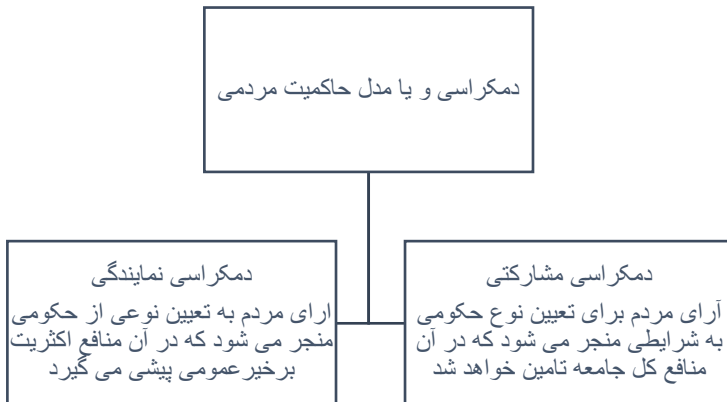 دمکراسی و یا مدل حاکمیت مردمی
دمکراسی مشارکتی
آرای مردم برای تعیین نوع حکومی
به شرایطی منجر می شود که در آن
منافع کل جامعه تامین خواهد شد
دمکراسی نمایندگی
ارای مردم به تعیین نوعی از حکومی
منجر می شود که در آن منافع اکثریت
برخیرعمومی پیشی می گیرد